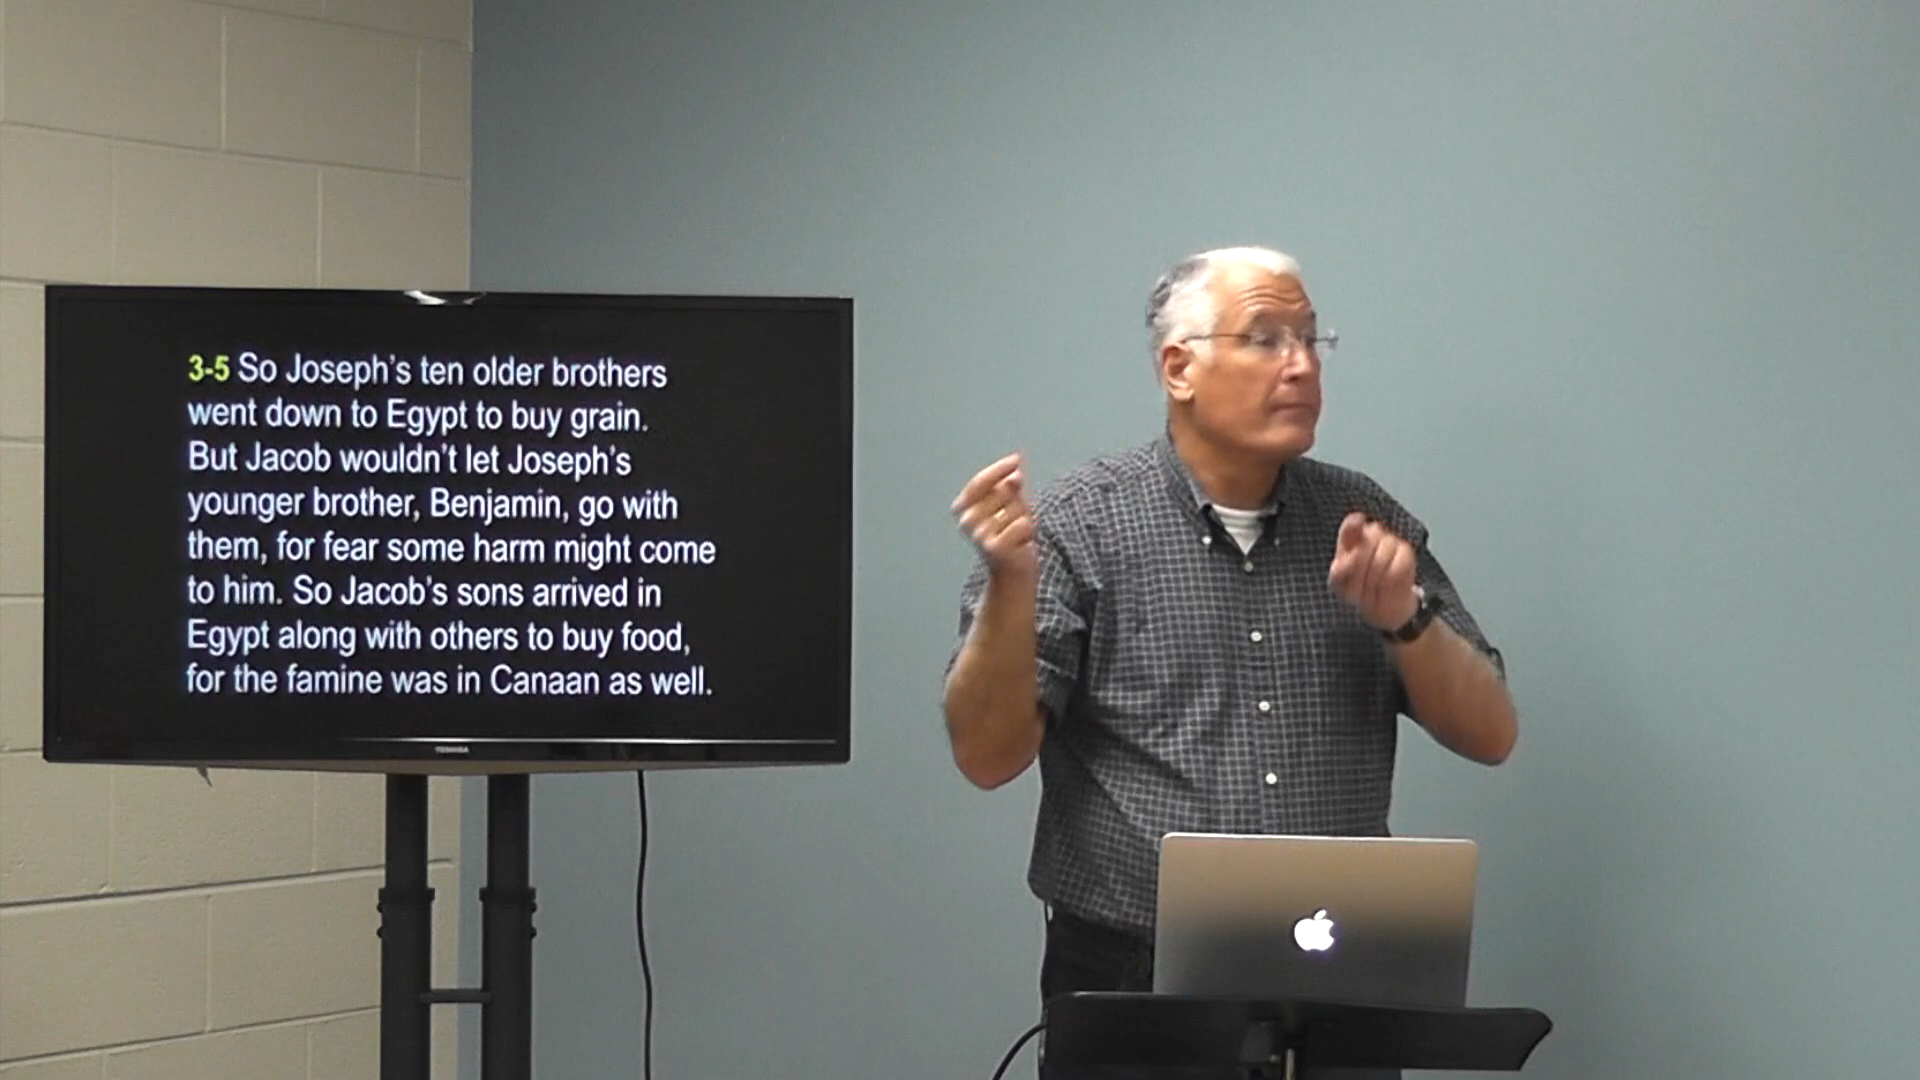 3-5 So Joseph's ten older brothers
went down to Egypt to buy grain.
But Jacob wouldn't let Joseph's
younger brother, Benjamin, go with
them, for fear some harm might come
to him. So Jacob's sons arrived in
Egypt along with others to buy food,
for the famine was in Canaan as well.
TOSHIBA